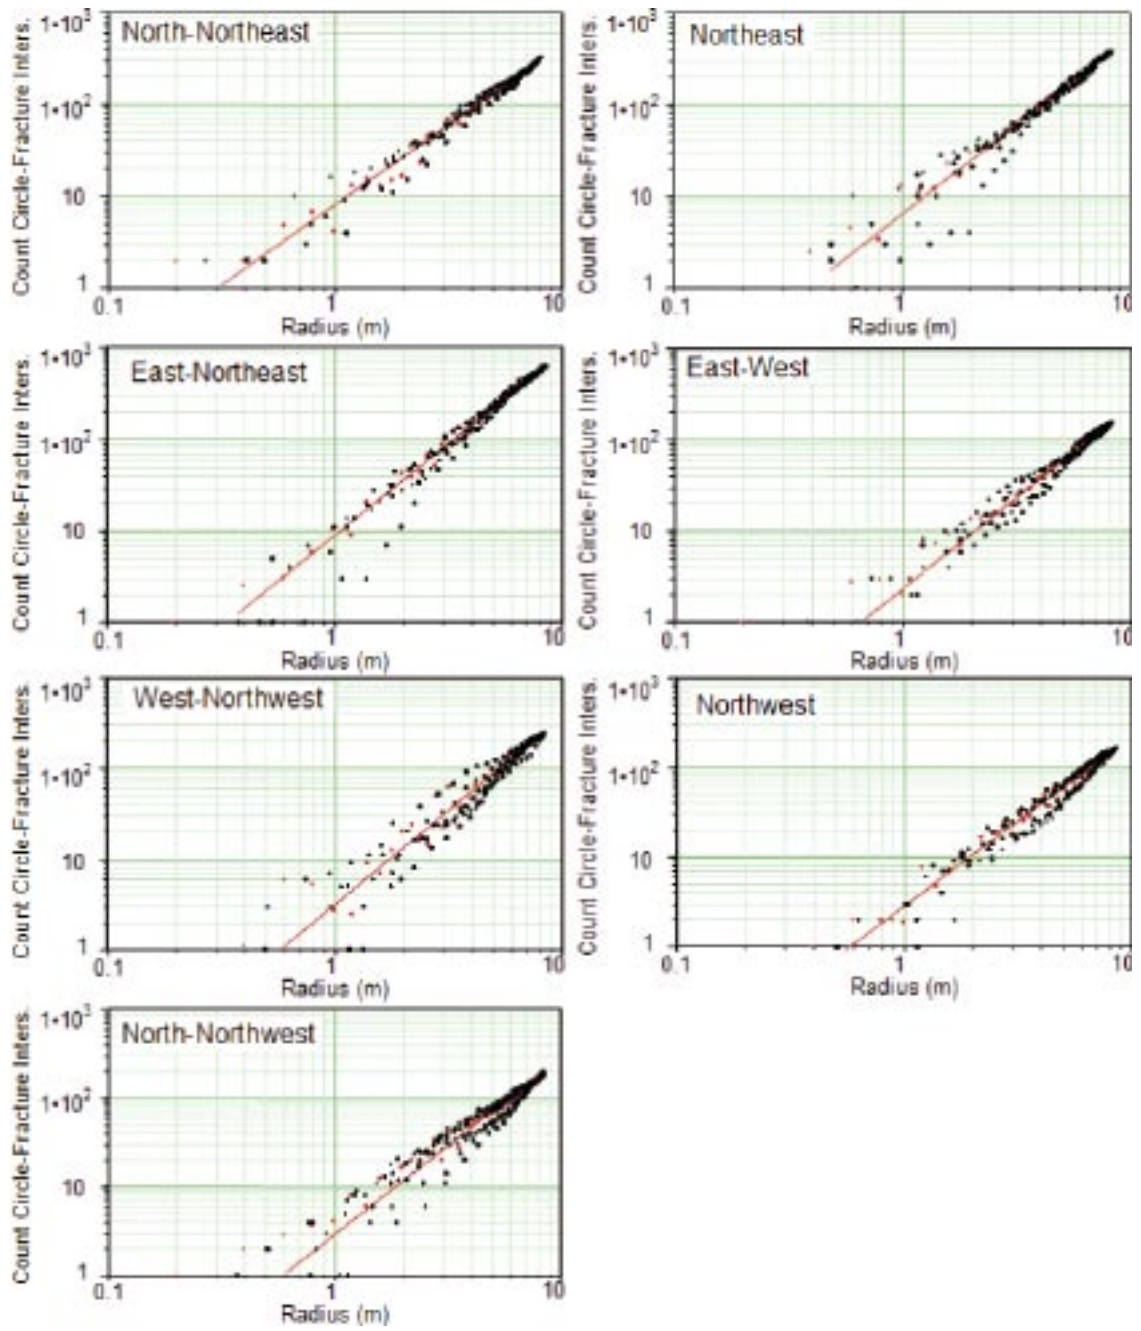 North-Northeast
Count Circle-Fracture Inters.
1•10³
1•10²
10
1
0.1
1
10
Radius (m)
Northeast
Count Circle-Fracture Inters.
1•10³
1•10²
10
1
0.1
1
10
Radius (m)
East-Northeast
Count Circle-Fracture Inters.
1•10³
1•10²
10
1
0.1
1
10
Radius (m)
East-West
Count Circle-Fracture Inters.
1•10³
1•10²
10
1
0.1
1
10
Radius (m)
West-Northwest
Count Circle-Fracture Inters.
1•10³
1•10²
10
1
0.1
1
10
Radius (m)
Northwest
Count Circle-Fracture Inters.
1•10³
1•10²
10
1
0.1
1
10
Radius (m)
North-Northwest
Count Circle-Fracture Inters.
1•10³
1•10²
10
1
0.1
1
10
Radius (m)